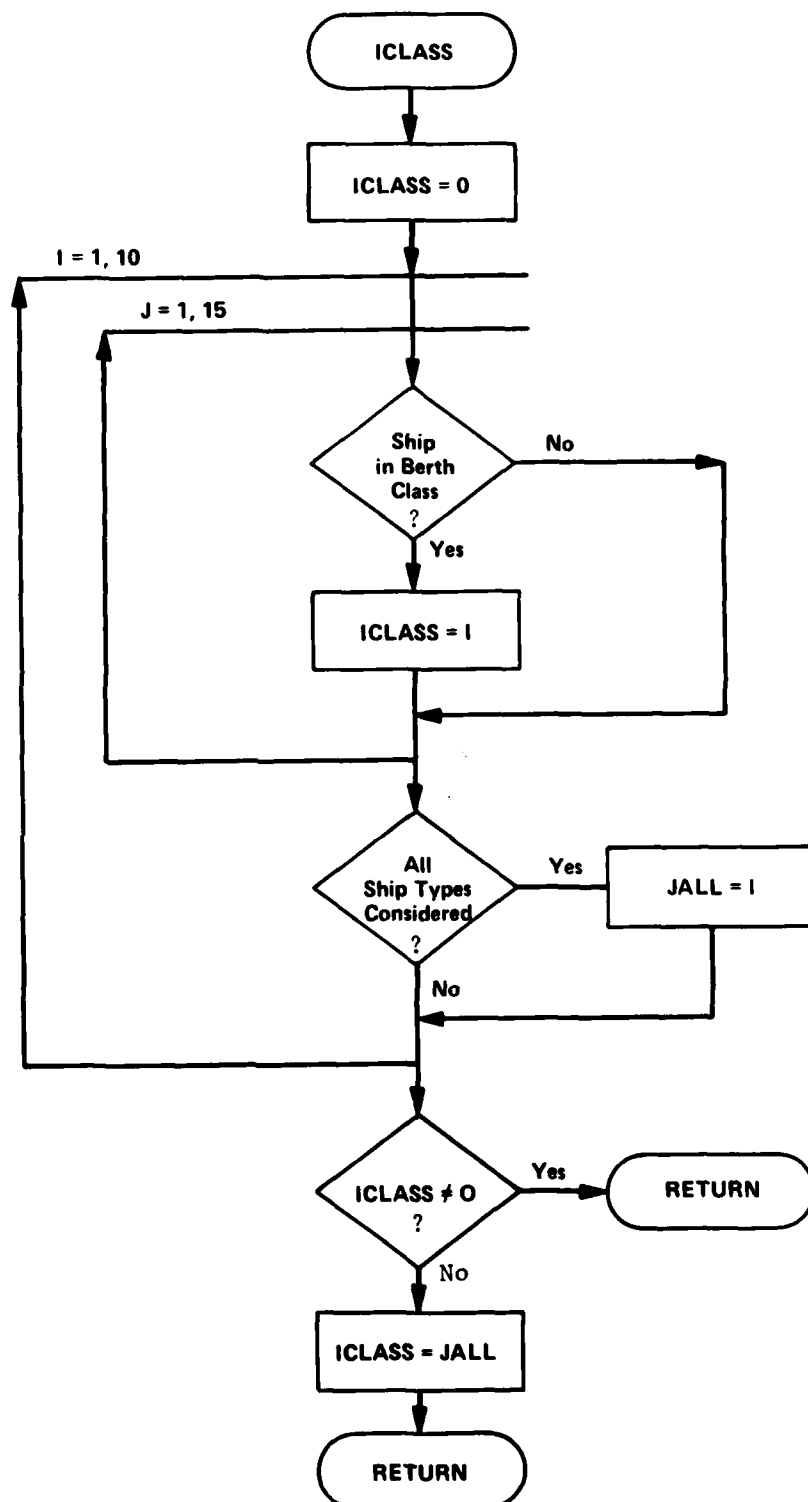 ICLASS
ICLASS = 0
I = 1, 10
J = 1, 15
Ship
in Berth
Class
?
No
Yes
ICLASS = I
All
Ship Types
Considered
?
Yes
JALL = I
No
ICLASS ≠ O
?
Yes
RETURN
No
ICLASS = JALL
RETURN